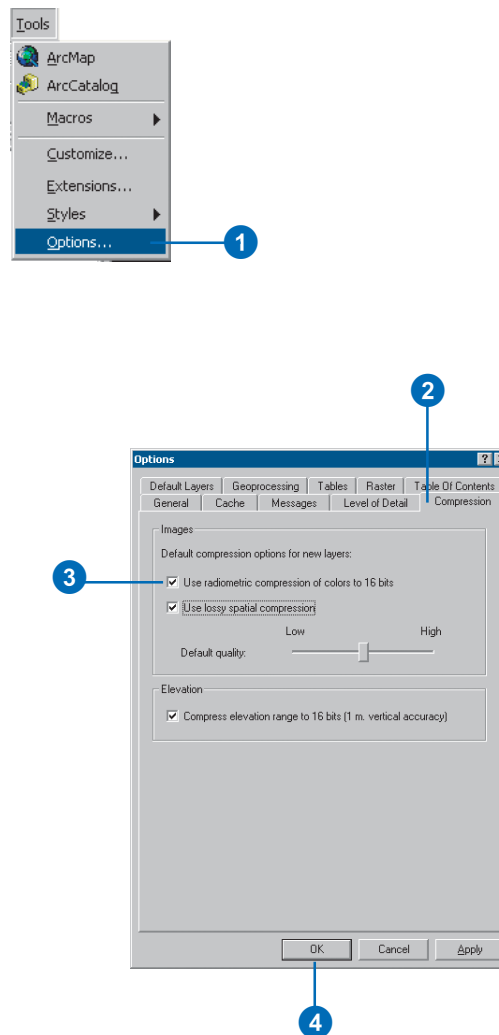 Tools
ArcMap
ArcCatalog
Macros
Customize...
Extensions...
Styles
Options...
1
2
Options
Default Layers Geoprocessing Tables Raster Table Of Contents
General Cache Messages Level of Detail Compression
Images
Default compression options for new layers:
3
Use radiometric compression of colors to 16 bits
Use lossy spatial compression
Low High
Default quality:
Elevation
Compress elevation range to 16 bits (1 m. vertical accuracy)
OK Cancel Apply
4